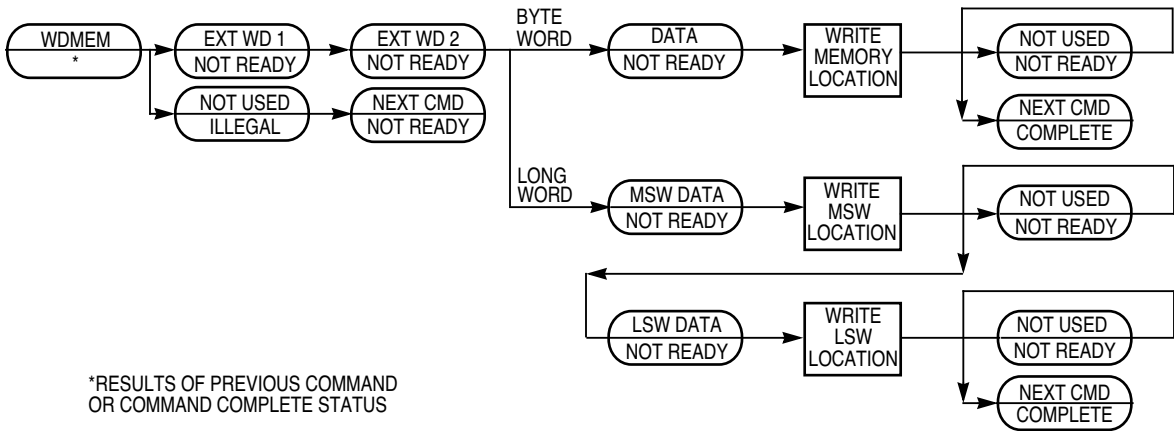 WDMEM
*
EXT WD 1
NOT READY
EXT WD 2
NOT READY
NOT USED
ILLEGAL
NEXT CMD
NOT READY
BYTE
WORD
DATA
NOT READY
WRITE
MEMORY
LOCATION
NOT USED
NOT READY
NEXT CMD
COMPLETE
LONG
WORD
MSW DATA
NOT READY
WRITE
MSW
LOCATION
NOT USED
NOT READY
LSW DATA
NOT READY
WRITE
LSW
LOCATION
NOT USED
NOT READY
NEXT CMD
COMPLETE
*RESULTS OF PREVIOUS COMMAND
OR COMMAND COMPLETE STATUS